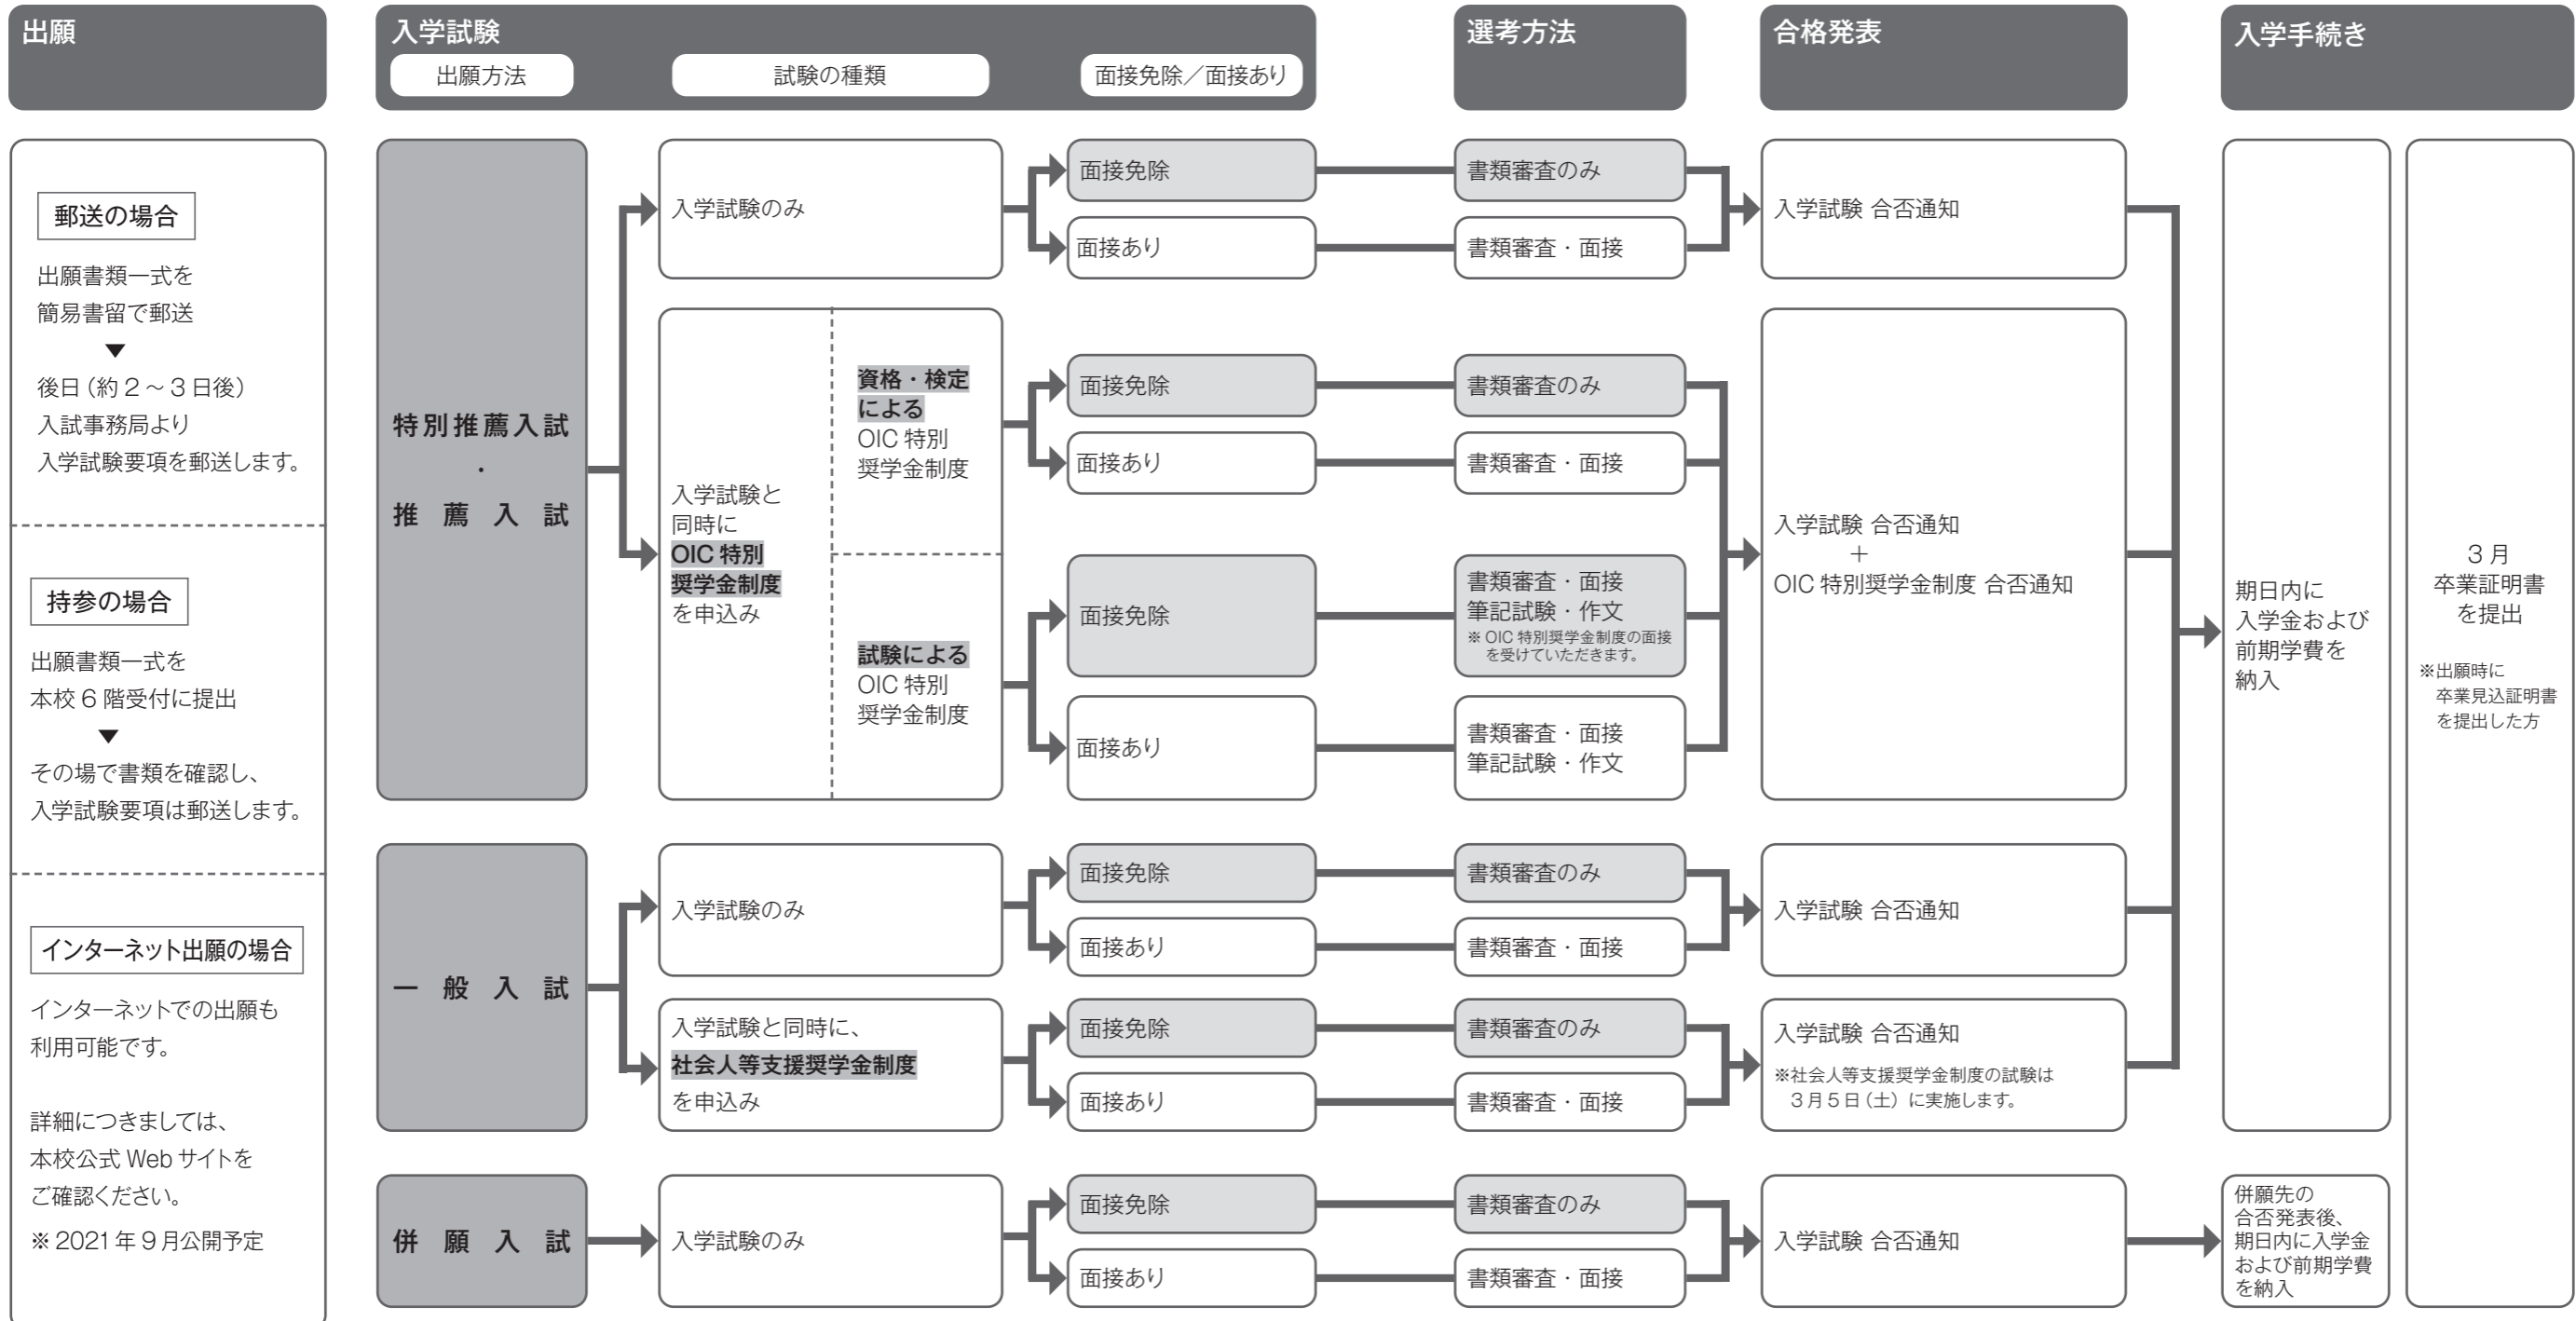 出願
入学試験
出願方法
試験の種類
面接免除／面接あり
選考方法
合格発表
入学手続き
郵送の場合
出願書類一式を
簡易書留で郵送
▼
後日（約２～３日後）
入試事務局より
入学試験要項を郵送します。
持参の場合
出願書類一式を
本校６階受付に提出
▼
その場で書類を確認し、
入学試験要項は郵送します。
インターネット出願の場合
インターネットでの出願も
利用可能です。
詳細につきましては、
本校公式 Web サイトを
ご確認ください。
※ 2021 年 9 月公開予定
特別推薦入試
・
推薦入試
入学試験のみ
面接免除
書類審査のみ
面接あり
書類審査・面接
入学試験 合否通知
入学試験と
同時に
OIC 特別
奨学金制度
を申込み
資格・検定
による
OIC 特別
奨学金制度
面接免除
書類審査のみ
面接あり
書類審査・面接
試験による
OIC 特別
奨学金制度
面接免除
書類審査・面接
筆記試験・作文
※ OIC 特別奨学金制度の面接
を受けていただきます。
面接あり
書類審査・面接
筆記試験・作文
入学試験 合否通知
＋
OIC 特別奨学金制度 合否通知
一般入試
入学試験のみ
面接免除
書類審査のみ
面接あり
書類審査・面接
入学試験 合否通知
入学試験と同時に、
社会人等支援奨学金制度
を申込み
面接免除
書類審査のみ
面接あり
書類審査・面接
入学試験 合否通知
※社会人等支援奨学金制度の試験は
３月５日（土）に実施します。
併願入試
入学試験のみ
面接免除
書類審査のみ
面接あり
書類審査・面接
入学試験 合否通知
期日内に
入学金および
前期学費を
納入
併願先の
合否発表後、
期日内に入学金
および前期学費
を納入
３月
卒業証明書
を提出
※出願時に
卒業見込証明書
を提出した方